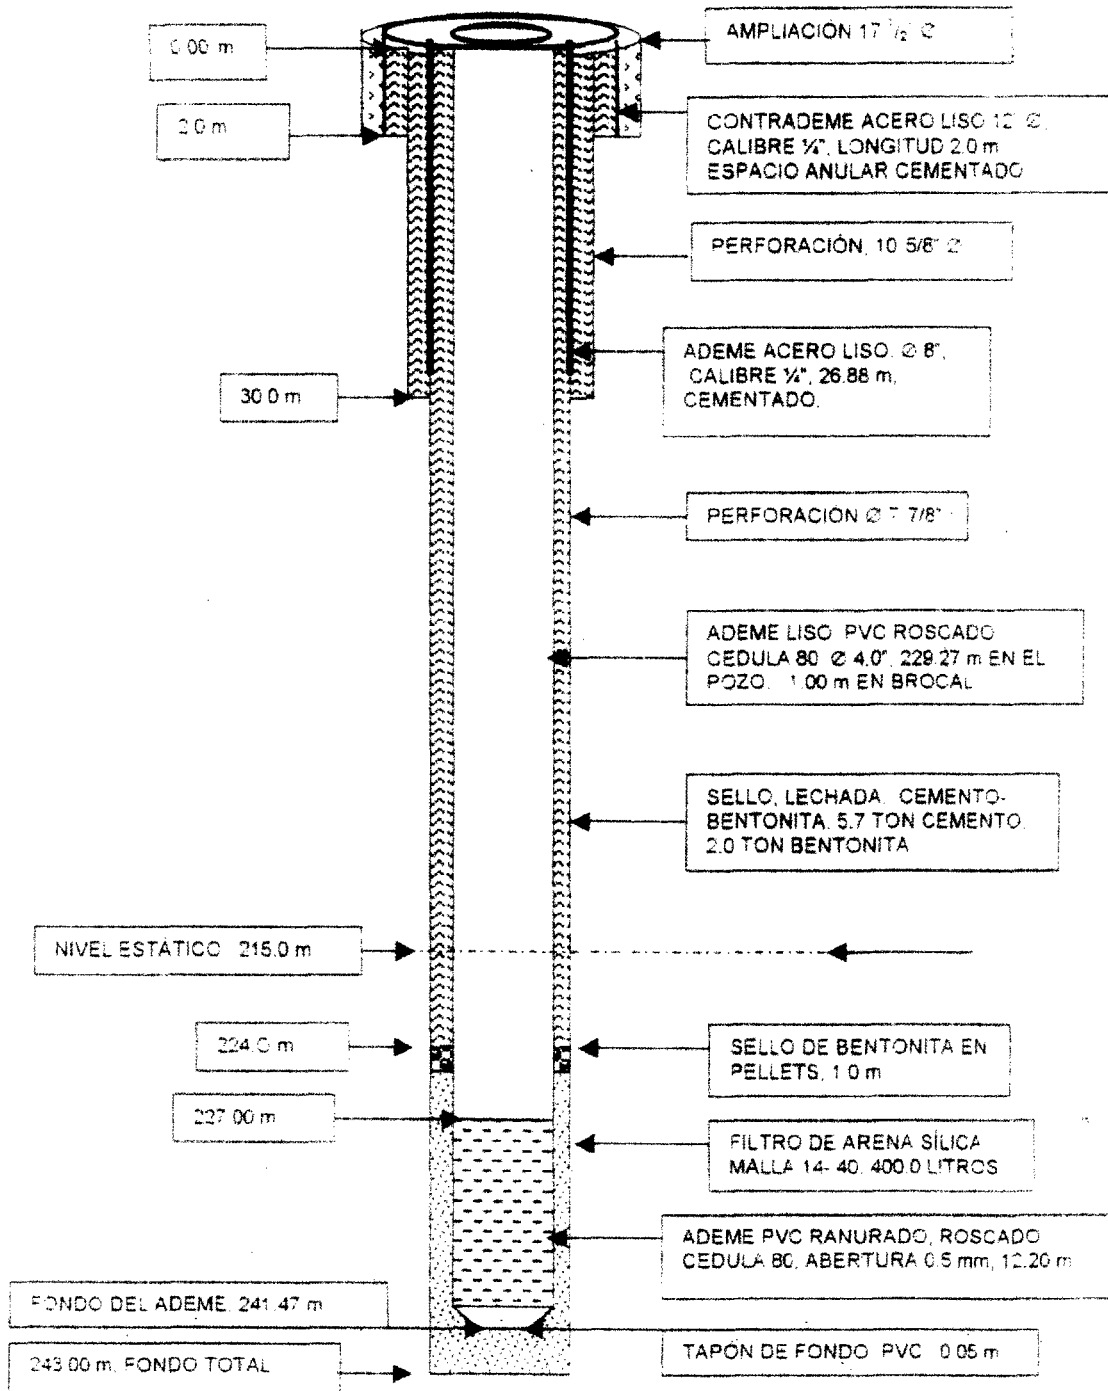 0.00 m
AMPLIACIÓN 17 1/2 Ø
2.0 m
CONTRADEME ACERO LISO 12" Ø,
CALIBRE ¼", LONGITUD 2.0 m
ESPACIO ANULAR CEMENTADO
PERFORACIÓN, 10 5/8" Ø
ADEME ACERO LISO. Ø 8",
CALIBRE ¼", 26.88 m,
CEMENTADO.
30.0 m
PERFORACIÓN Ø 7 7/8"
ADEME LISO PVC ROSCADO
CEDULA 80 Ø 4.0", 229.27 m EN EL
POZO. 1.00 m EN BROCAL
SELLO, LECHADA CEMENTO-
BENTONITA. 5.7 TON CEMENTO,
2.0 TON BENTONITA
NIVEL ESTÁTICO 215.0 m
224.0 m
SELLO DE BENTONITA EN
PELLETS, 1.0 m
227.00 m
FILTRO DE ARENA SÍLICA
MALLA 14- 40, 400.0 LITROS
ADEME PVC RANURADO, ROSCADO
CEDULA 80, ABERTURA 0.5 mm, 12.20 m
FONDO DEL ADEME, 241.47 m
TAPÓN DE FONDO PVC 0.05 m
243.00 m. FONDO TOTAL